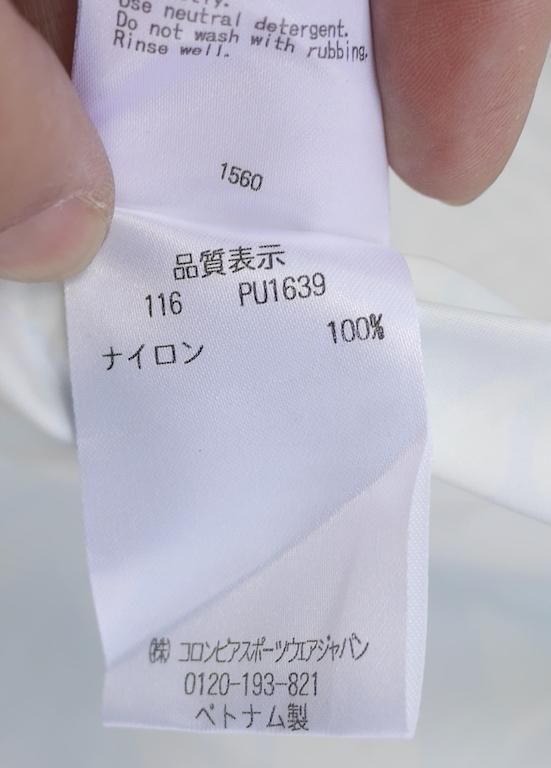 Use neutral detergent.
Do not wash with rubbing.
Rinse well.
1560
品質表示
116 PU1639
ナイロン 100%
㈱ コロンビアスポーツウェアジャパン
0120-193-821
ベトナム製